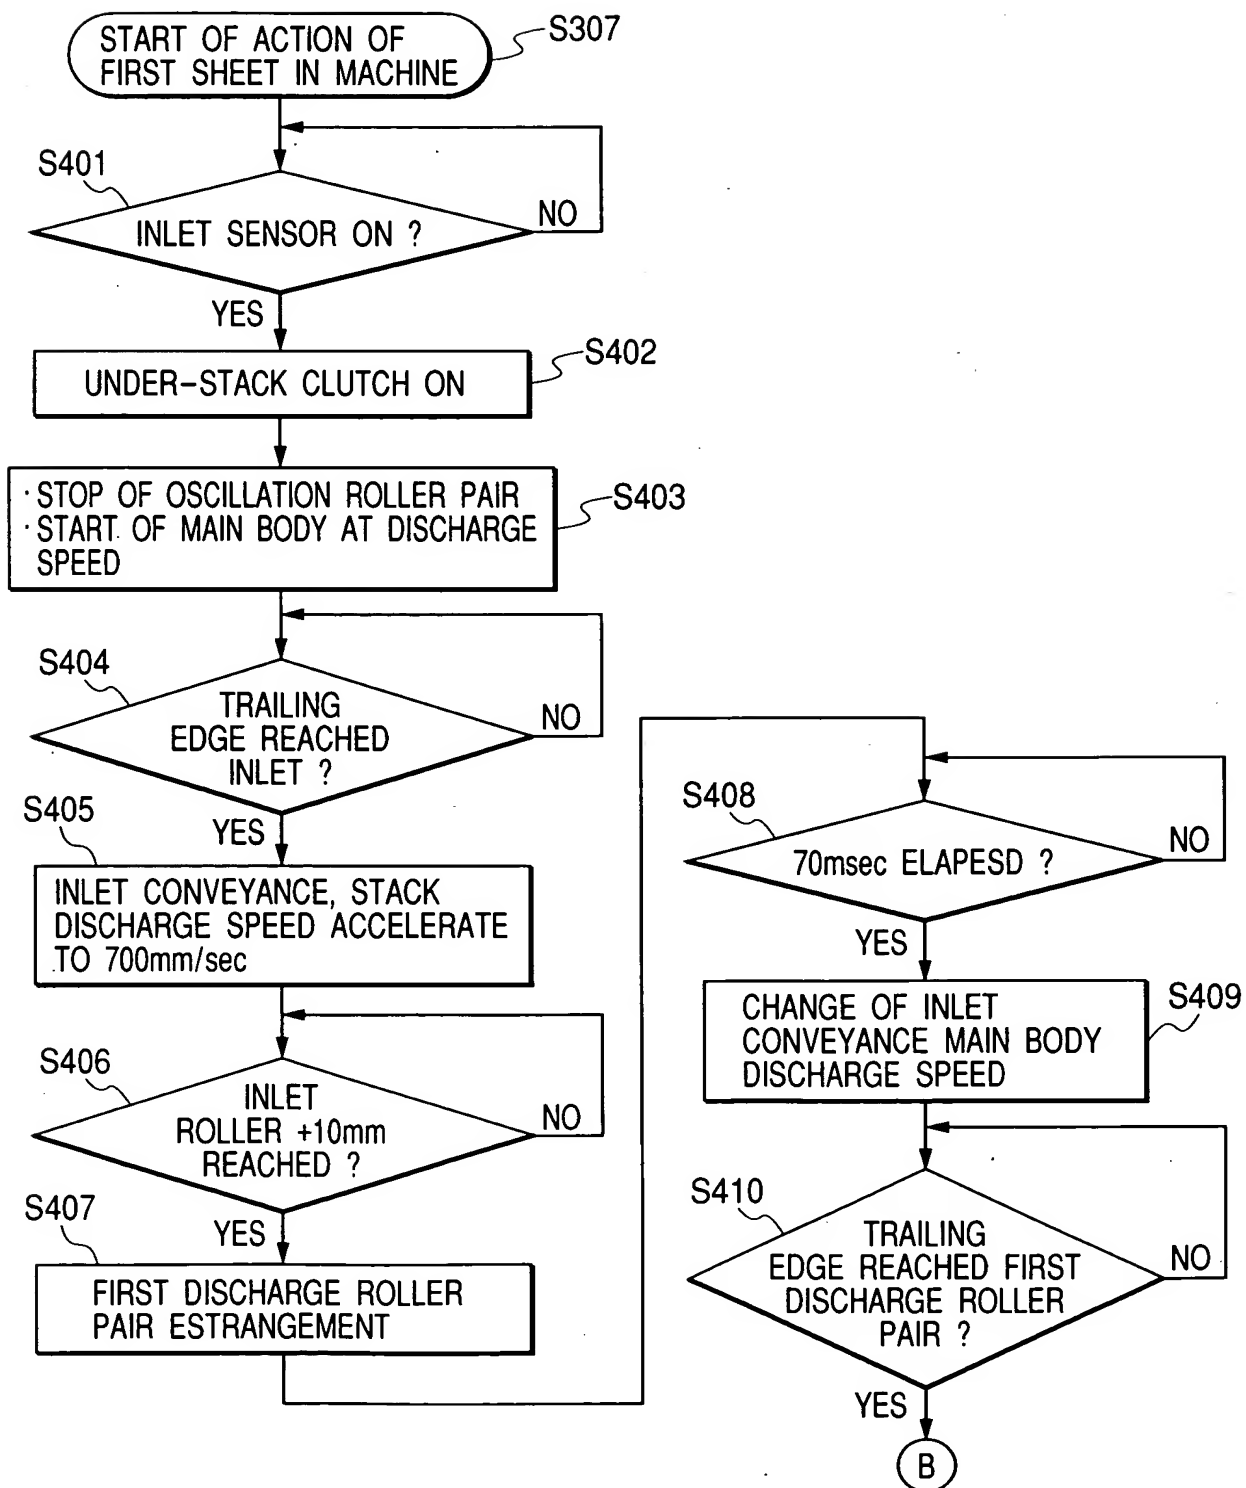 START OF ACTION OF
FIRST SHEET IN MACHINE
S307
S401
INLET SENSOR ON ?
NO
YES
UNDER-STACK CLUTCH ON
S402
·STOP OF OSCILLATION ROLLER PAIR
·START OF MAIN BODY AT DISCHARGE
SPEED
S403
S404
TRAILING
EDGE REACHED
INLET ?
NO
YES
S405
INLET CONVEYANCE, STACK
DISCHARGE SPEED ACCELERATE
TO 700mm/sec
S406
INLET
ROLLER +10mm
REACHED ?
NO
YES
S407
FIRST DISCHARGE ROLLER
PAIR ESTRANGEMENT
S408
70msec ELAPESD ?
NO
YES
CHANGE OF INLET
CONVEYANCE MAIN BODY
DISCHARGE SPEED
S409
S410
TRAILING
EDGE REACHED FIRST
DISCHARGE ROLLER
PAIR ?
NO
YES
B